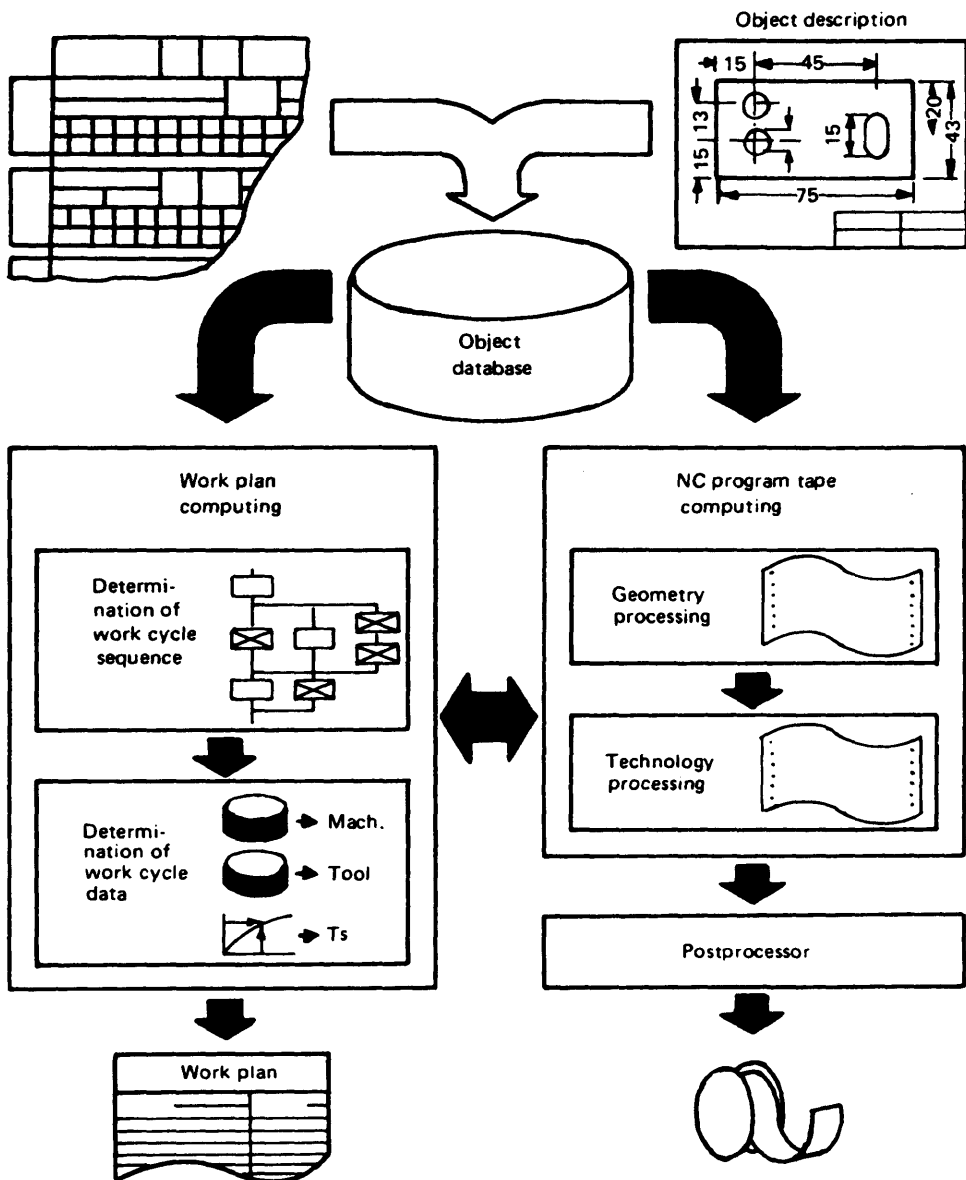 Object description
15
45
13
15
15
20
43
75
Object
database
Work plan
computing
Determi-
nation of
work cycle
sequence
Determi-
nation of
work cycle
data
Mach.
Tool
Ts
Work plan
NC program tape
computing
Geometry
processing
Technology
processing
Postprocessor